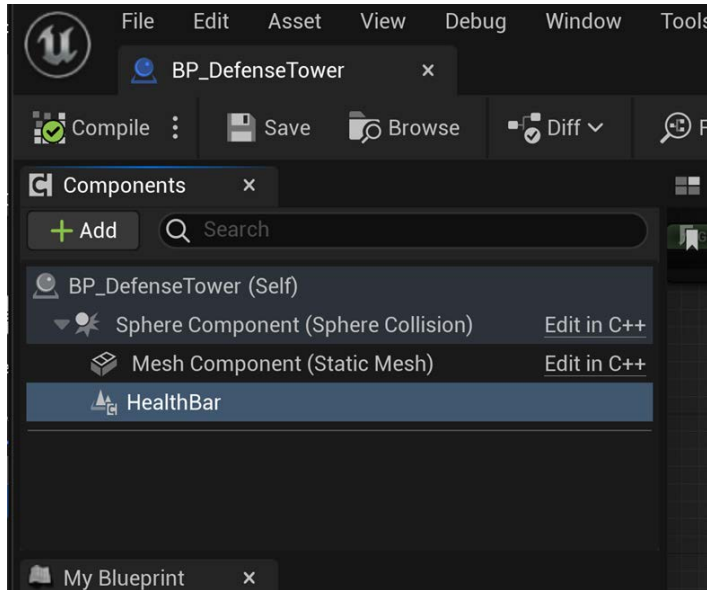 File Edit Asset View Debug Window Tools
BP_DefenseTower
Compile Save Browse Diff
Components
Add Search
BP_DefenseTower (Self)
Sphere Component (Sphere Collision) Edit in C++
Mesh Component (Static Mesh) Edit in C++
HealthBar
My Blueprint